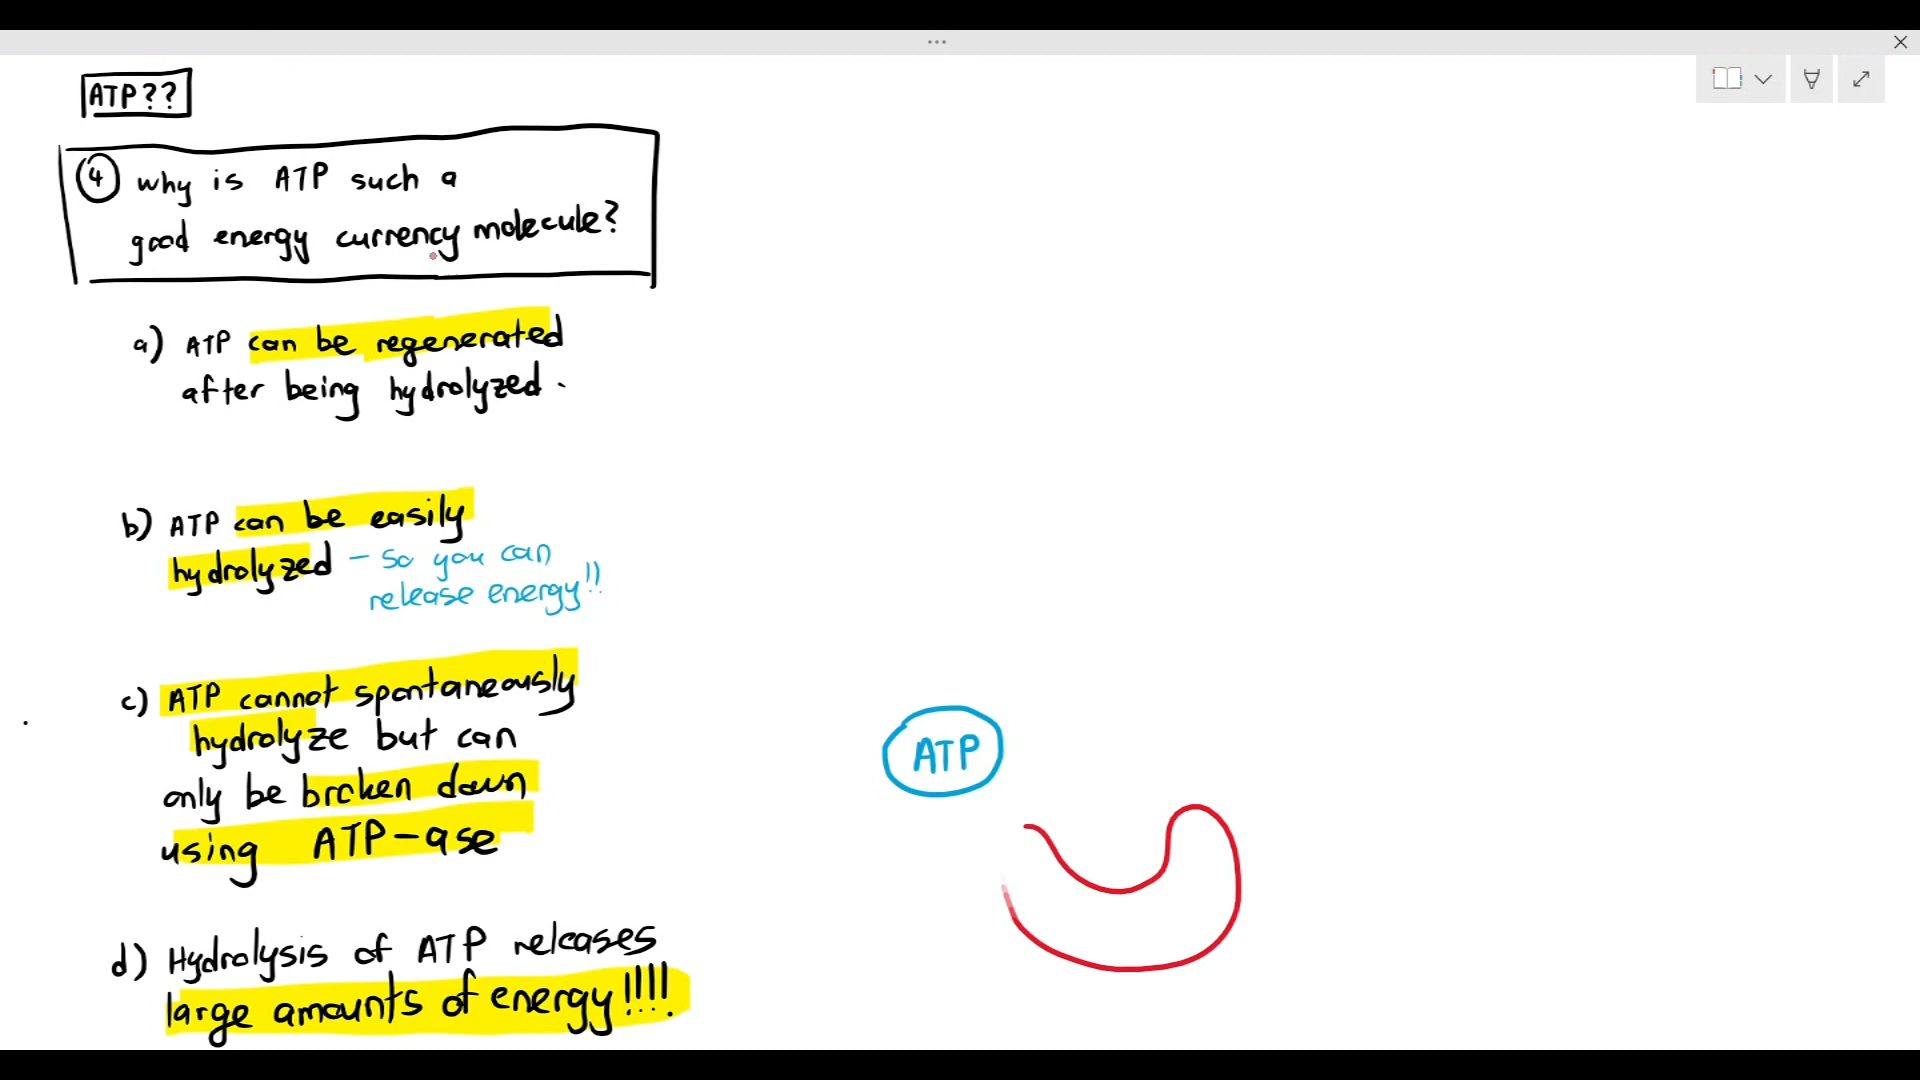 ATP??
④ why is ATP such a
good energy currency molecule?
a) ATP can be regenerated
after being hydrolyzed.
b) ATP can be easily
hydrolyzed - so you can
release energy!!
c) ATP cannot spontaneously
hydrolyze but can
only be broken down
using ATP-ase
ATP
d) Hydrolysis of ATP releases
large amounts of energy!!!!